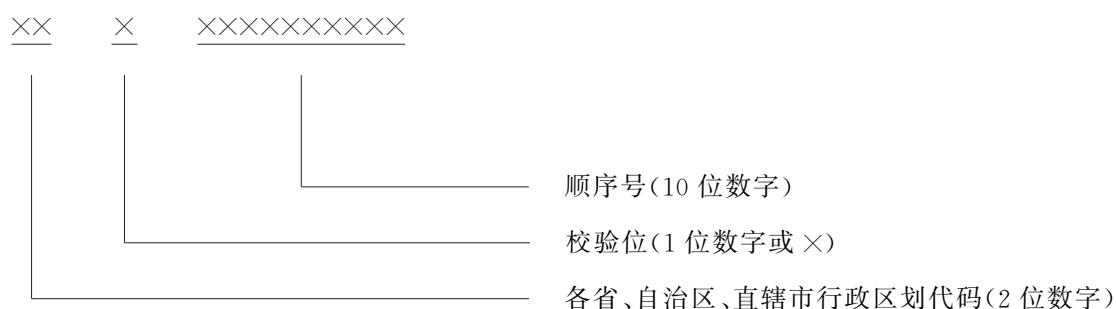 ×× × ××××××××××
顺序号(10 位数字)
校验位(1 位数字或 ×)
各省、自治区、直辖市行政区划代码(2 位数字)